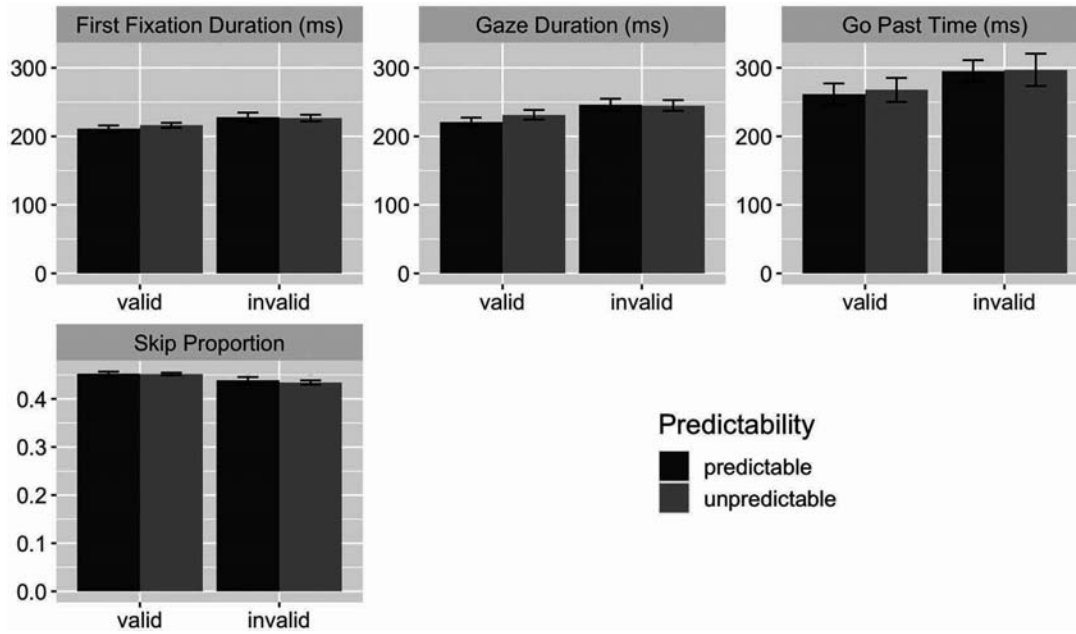 First Fixation Duration (ms)
Gaze Duration (ms)
Go Past Time (ms)
300
200
100
0
300
200
100
0
300
200
100
0
valid
invalid
valid
invalid
valid
invalid
Skip Proportion
0.4
0.3
0.2
0.1
0.0
valid
invalid
Predictability
predictable
unpredictable